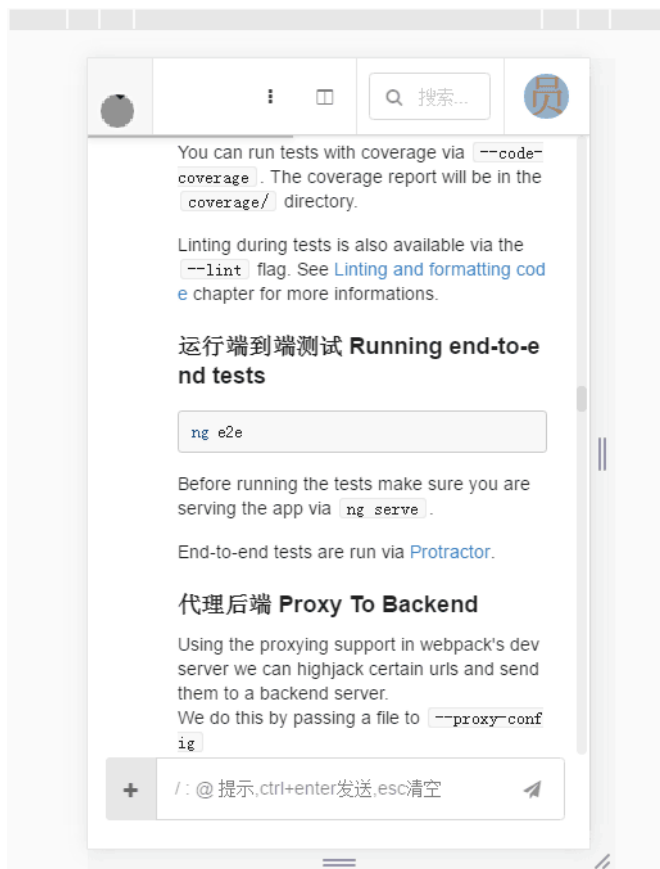 搜索...
员
You can run tests with coverage via --code-
coverage . The coverage report will be in the
coverage/ directory.
Linting during tests is also available via the
--lint flag. See Linting and formatting cod
e chapter for more informations.
运行端到端测试 Running end-to-e
nd tests
ng e2e
Before running the tests make sure you are
serving the app via ng serve .
End-to-end tests are run via Protractor.
代理后端 Proxy To Backend
Using the proxying support in webpack's dev
server we can highjack certain urls and send
them to a backend server.
We do this by passing a file to --proxy-conf
ig
/ : @ 提示,ctrl+enter发送,esc清空